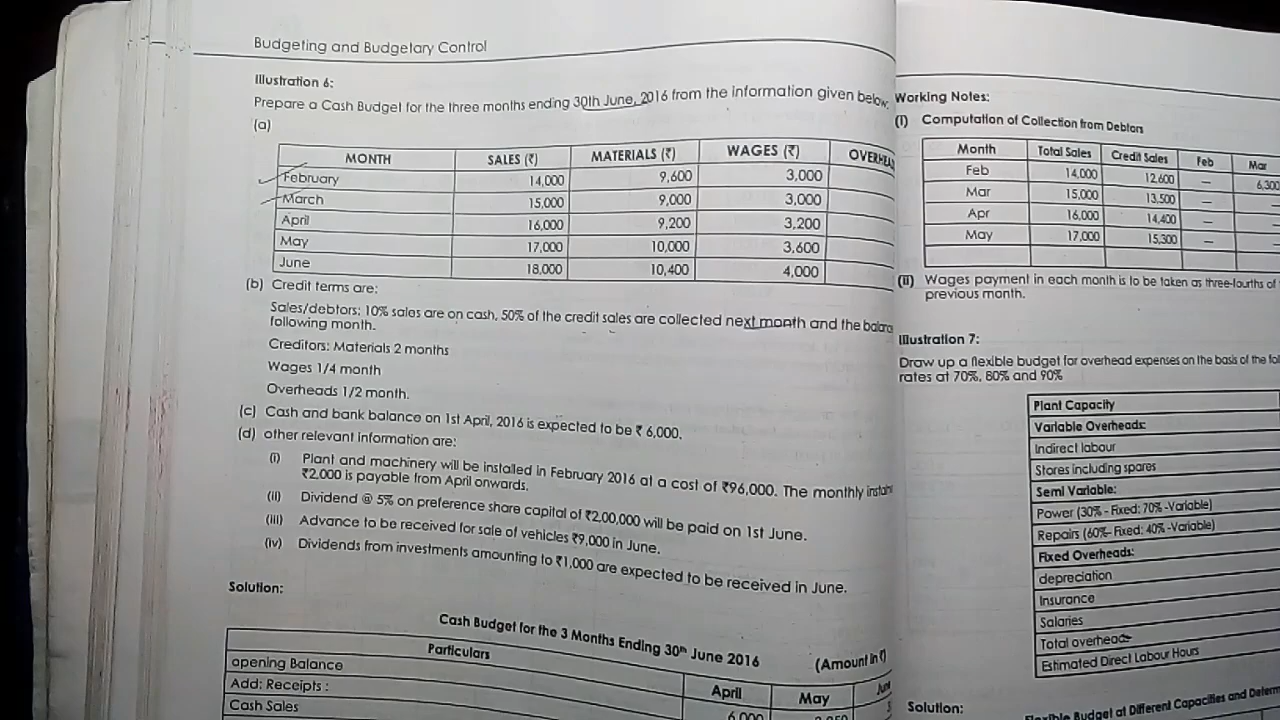 Budgeting and Budgetary Control
Illustration 6:
Prepare a Cash Budget for the three months ending 30th June, 2016 from the information given below.
(a)
MONTH SALES (₹) MATERIALS (₹) WAGES (₹)
February 14,000 9,600 3,000
March 15,000 9,000 3,000
April 16,000 9,200 3,200
May 17,000 10,000 3,600
June 18,000 10,400 4,000
(b) Credit terms are:
Sales/debtors: 10% sales are on cash, 50% of the credit sales are collected next month and the
following month.
Creditors: Materials 2 months
Wages 1/4 month
Overheads 1/2 month.
(c) Cash and bank balance on 1st April, 2016 is expected to be ₹ 6,000.
(d) other relevant information are:
(i) Plant and machinery will be installed in February 2016 at a cost of ₹96,000. The monthly
₹2,000 is payable from April onwards.
(ii) Dividend @ 5% on preference share capital of ₹2,00,000 will be paid on 1st June.
(iii) Advance to be received for sale of vehicles ₹9,000 in June.
(iv) Dividends from investments amounting to ₹1,000 are expected to be received in June.
Solution:
Cash Budget for the 3 Months Ending 30th June 2016
(Amount in ₹)
Particulars April May
opening Balance 6,000
Add: Receipts :
Cash Sales
Working Notes:
(i) Computation of Collection from Debtors
Month Total Sales Credit Sales Feb Mar
Feb 14,000 12,600 — 6,300
Mar 15,000 13,500 — —
Apr 16,000 14,400 — —
May 17,000 15,300 — —
(ii) Wages payment in each month is to be taken as three-fourths of
previous month.
Illustration 7:
Draw up a flexible budget for overhead expenses on the basis of the
rates at 70%, 80% and 90%
Plant Capacity
Variable Overheads:
Indirect labour
Stores including spares
Semi Variable:
Power (30% - Fixed: 70% -Variable)
Repairs (60%- Fixed: 40% -Variable)
Fixed Overheads:
depreciation
Insurance
Salaries
Total overheads
Estimated Direct Labour Hours
Solution:
Flexible Budget at Different Capacities and